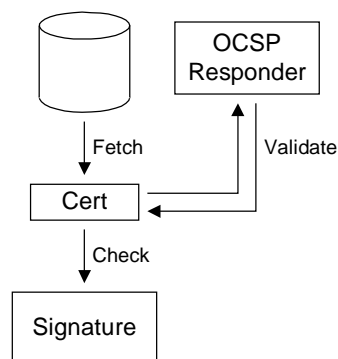 OCSP
Responder
Fetch
Validate
Cert
Check
Signature